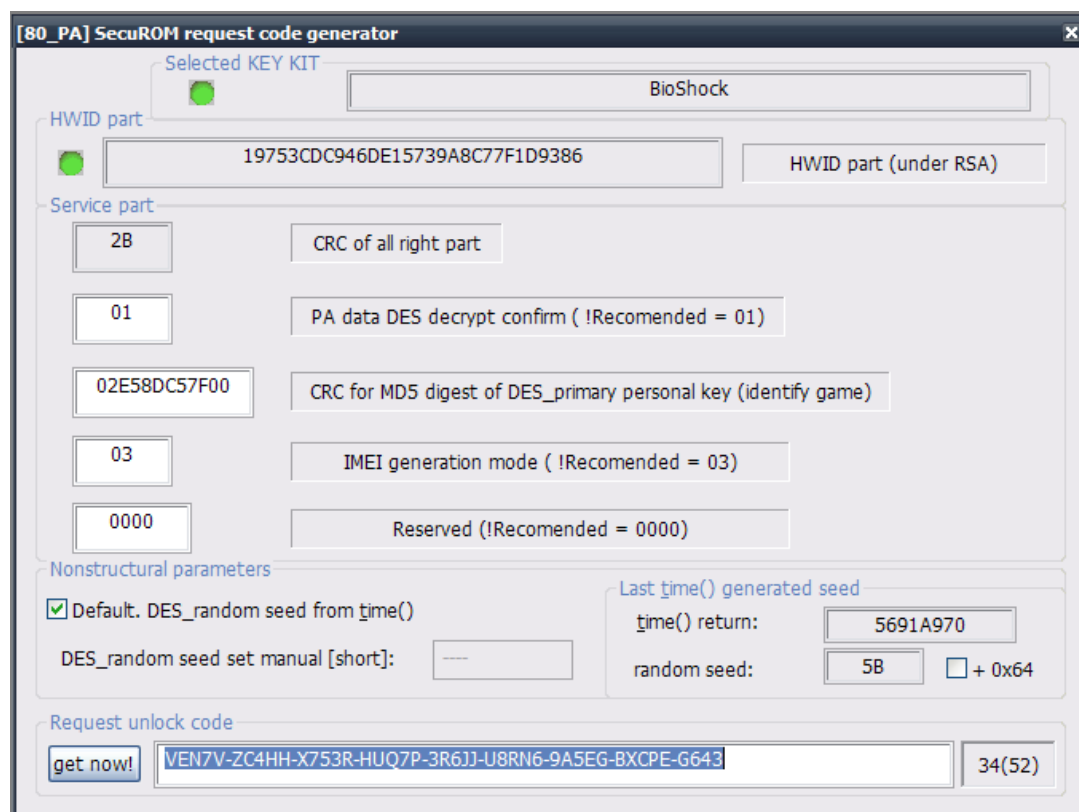 [80_PA] SecuROM request code generator
Selected KEY KIT
BioShock
HWID part
19753CDC946DE15739A8C77F1D9386
HWID part (under RSA)
Service part
2B
CRC of all right part
01
PA data DES decrypt confirm ( !Recomended = 01)
02E58DC57F00
CRC for MD5 digest of DES_primary personal key (identify game)
03
IMEI generation mode ( !Recomended = 03)
0000
Reserved (!Recomended = 0000)
Nonstructural parameters
Default. DES_random seed from time()
DES_random seed set manual [short]:
----
Last time() generated seed
time() return:
5691A970
random seed:
5B
+ 0x64
Request unlock code
get now!
VEN7V-ZC4HH-X753R-HUQ7P-3R6JJ-U8RN6-9A5EG-BXCPE-G643
34(52)